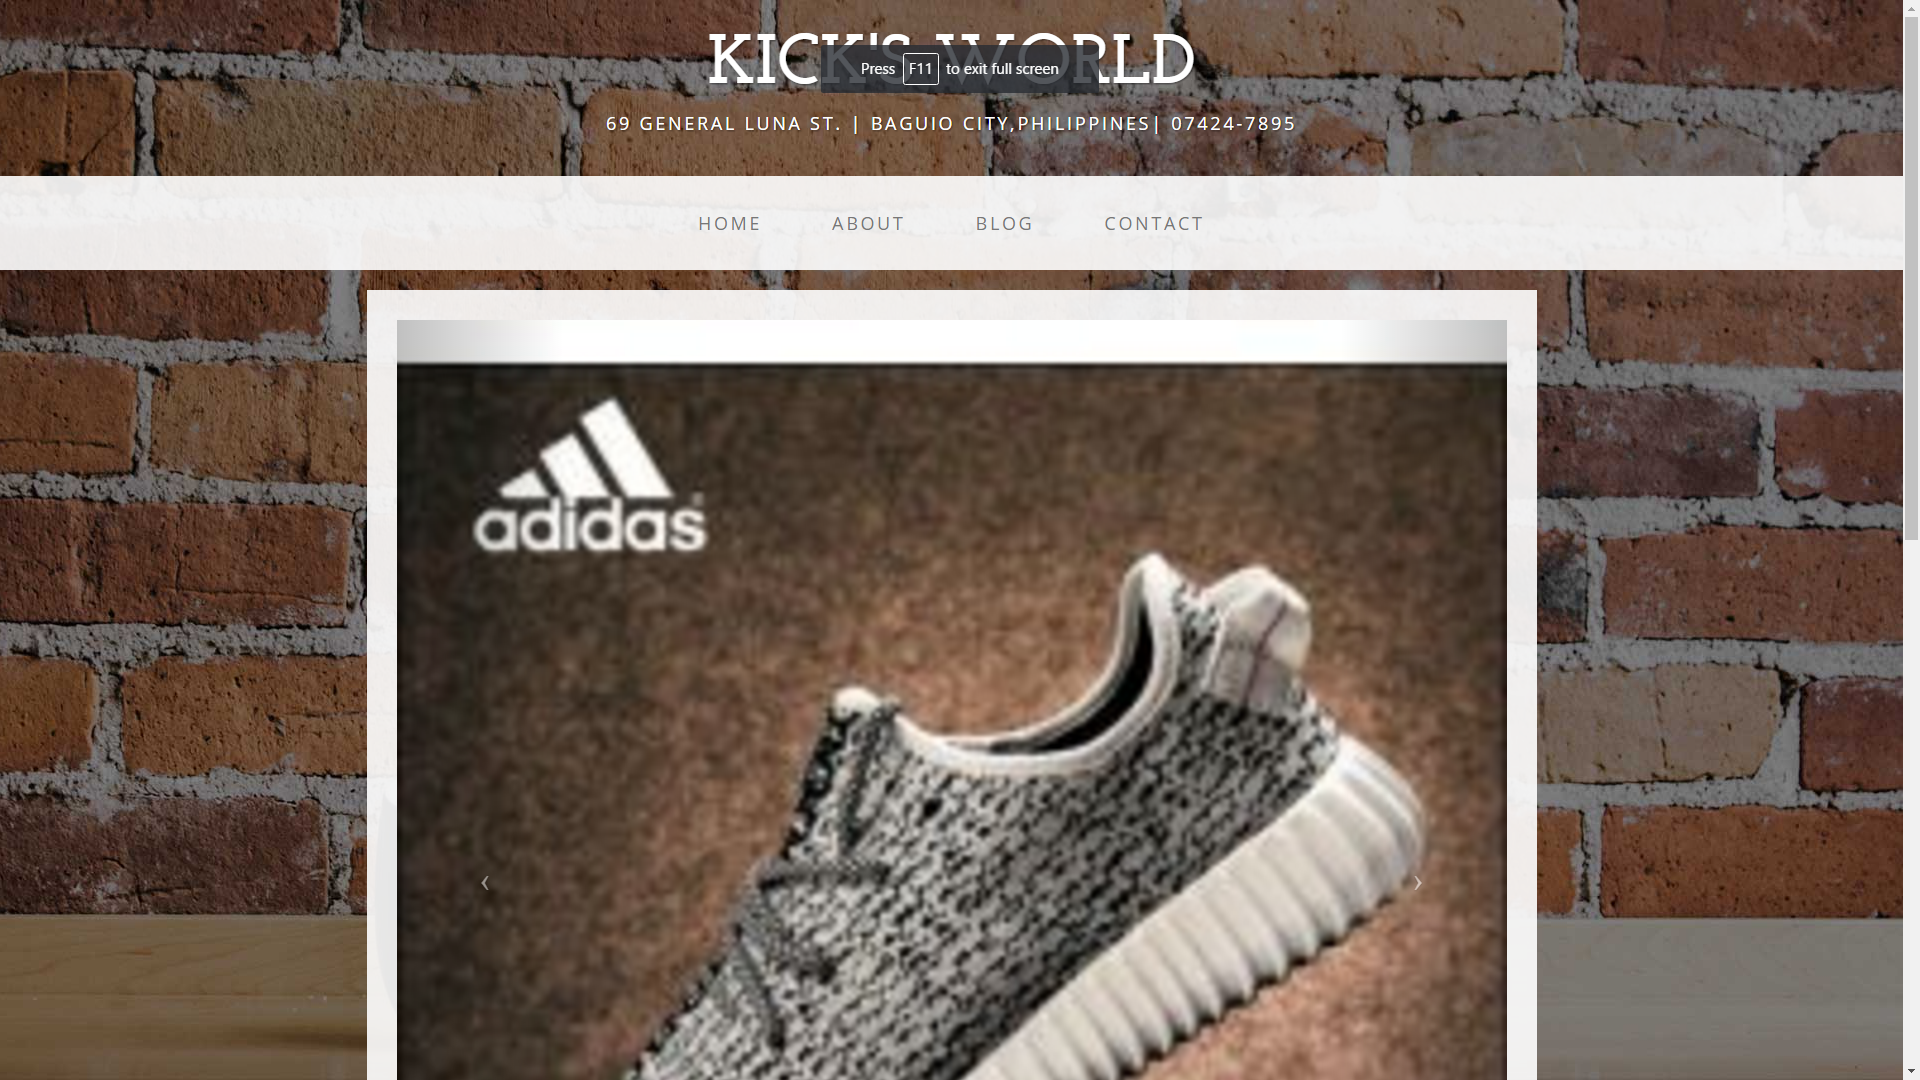 KICK'S WORLD
Press F11 to exit full screen
69 GENERAL LUNA ST. | BAGUIO CITY,PHILIPPINES| 07424-7895
HOME ABOUT BLOG CONTACT
adidas